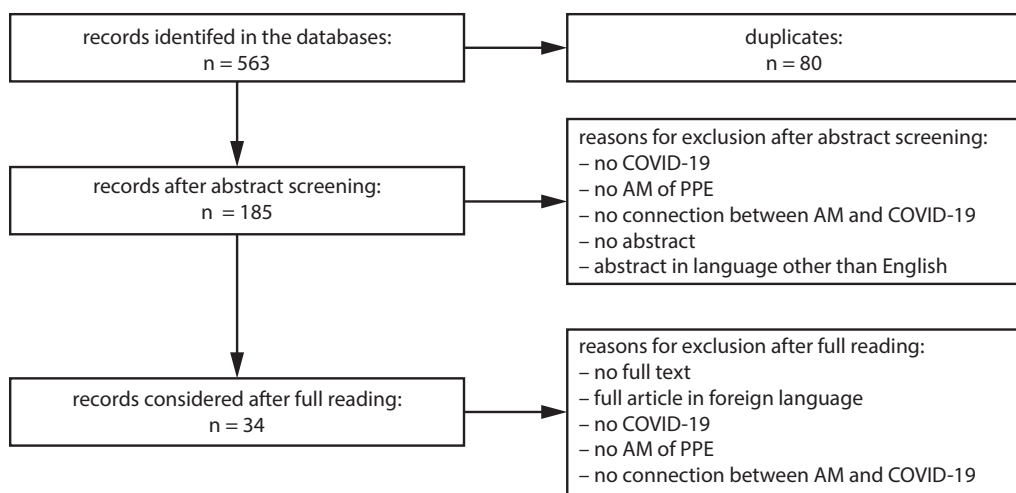 records identifed in the databases:
n = 563
duplicates:
n = 80
records after abstract screening:
n = 185
reasons for exclusion after abstract screening:
– no COVID-19
– no AM of PPE
– no connection between AM and COVID-19
– no abstract
– abstract in language other than English
records considered after full reading:
n = 34
reasons for exclusion after full reading:
– no full text
– full article in foreign language
– no COVID-19
– no AM of PPE
– no connection between AM and COVID-19